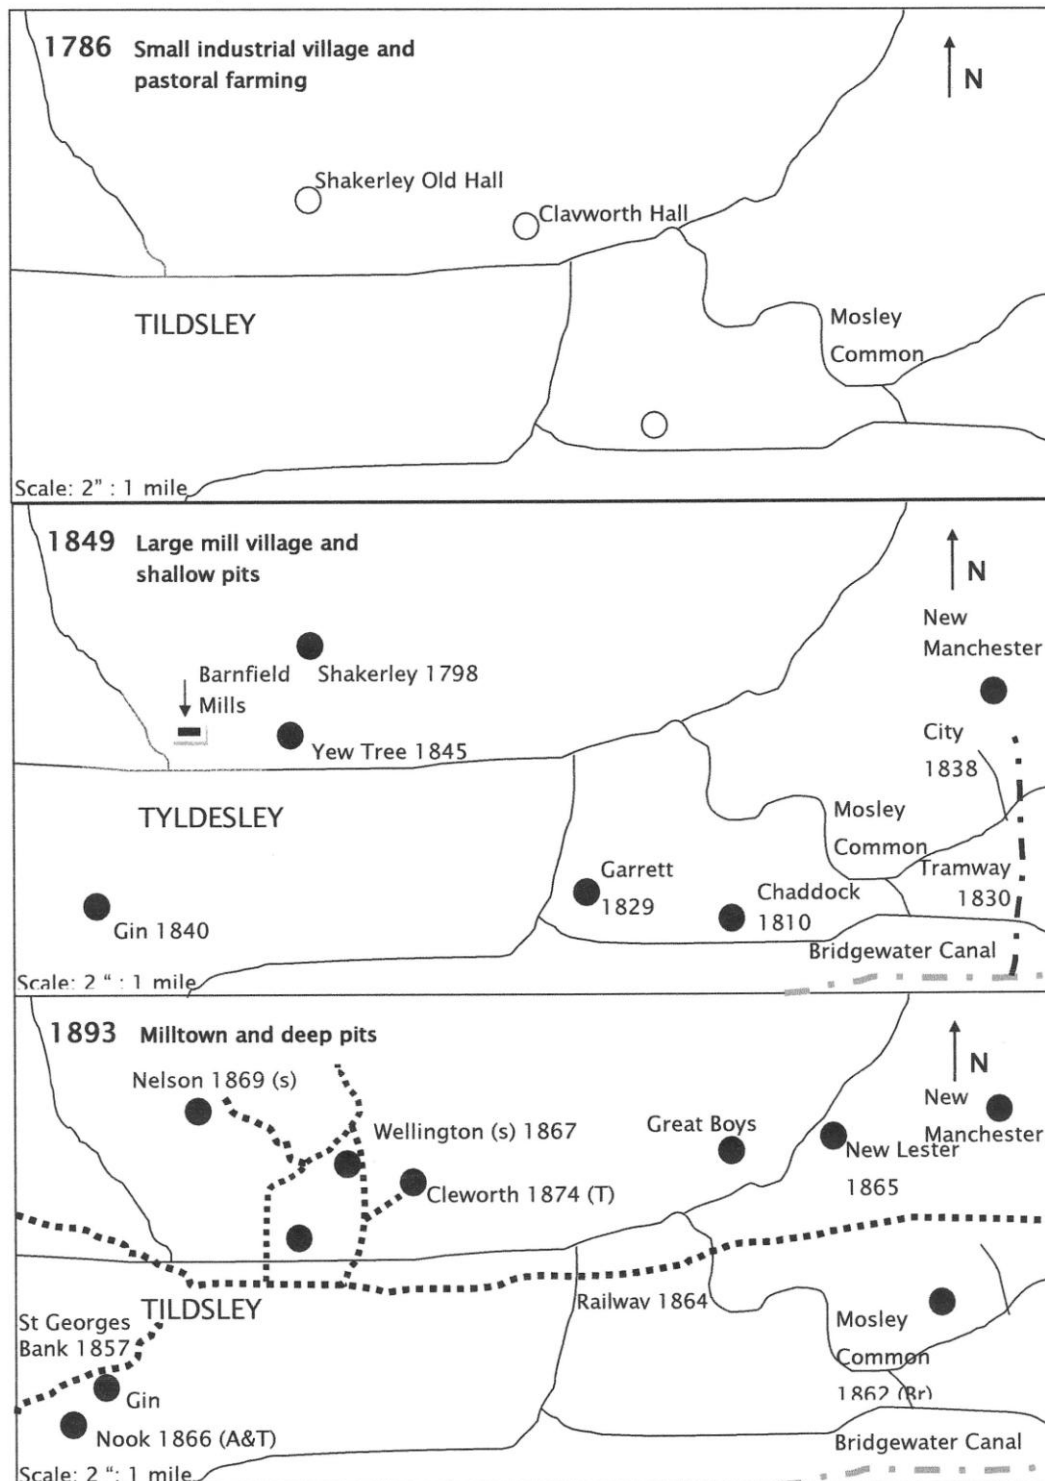 1786 Small industrial village and
pastoral farming
N
Shakerley Old Hall
Clavworth Hall
TILDSLEY
Mosley
Common
Scale: 2" : 1 mile
1849 Large mill village and
shallow pits
N
New
Manchester
Barnfield
Mills
Shakerley 1798
Yew Tree 1845
City
1838
TYLDESLEY
Mosley
Common
Tramway
1830
Garrett
1829
Chaddock
1810
Gin 1840
Bridgewater Canal
Scale: 2 " : 1 mile
1893 Milltown and deep pits
N
Nelson 1869 (s)
Wellington (s) 1867
Great Boys
New
Manchester
New Lester
1865
Cleworth 1874 (T)
TILDSLEY
Railwav 1864
St Georges
Bank 1857
Mosley
Common
1862 (Br)
Gin
Nook 1866 (A&T)
Bridgewater Canal
Scale: 2 ": 1 mile